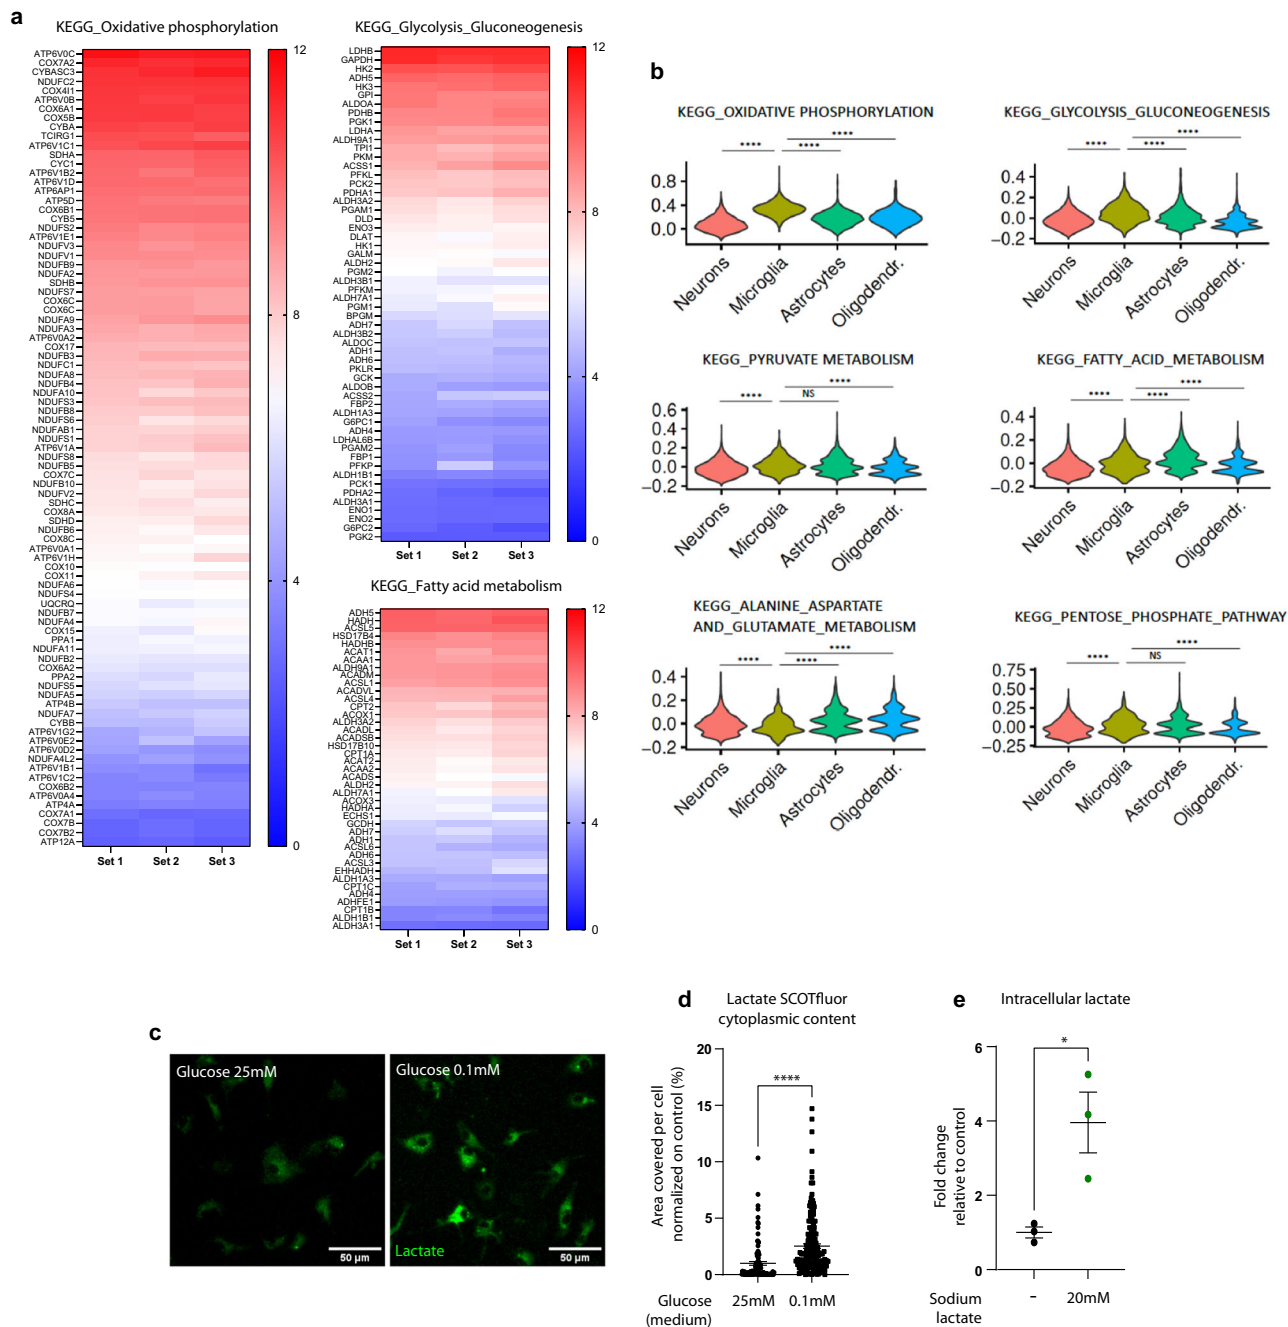 a
KEGG_Oxidative phosphorylation
ATP6V0C
COX7A2
CYBASC3
NDUFC2
COX4I1
ATP6V0B
COX6A1
COX5B
CYBA
TCIRG1
ATP6V1C1
SDHA
CYC1
ATP6V1B2
ATP6V1D
ATP6AP1
ATP5D
COX6B1
CYB5
NDUFS2
ATP6V1E1
NDUFV3
NDUFV1
NDUFB9
NDUFA2
SDHB
NDUFS7
COX6C
COX6C
NDUFA9
NDUFA3
ATP6V0A2
COX17
NDUFB3
NDUFC1
NDUFA8
NDUFB4
NDUFA10
NDUFS3
NDUFB8
NDUFS6
NDUFAB1
NDUFS1
ATP6V1A
NDUFS8
NDUFB5
COX7C
NDUFB10
NDUFV2
SDHC
COX8A
SDHD
NDUFB6
COX8C
ATP6V0A1
ATP6V1H
COX10
COX11
NDUFA6
NDUFS4
UQCRQ
NDUFB7
NDUFA4
COX15
PPA1
NDUFA11
NDUFB2
COX6A2
PPA2
NDUFS5
NDUFA5
ATP4B
NDUFA7
CYBB
ATP6V1G2
ATP6V0E2
ATP6V0D2
NDUFA4L2
ATP6V1B1
ATP6V1C2
COX6B2
ATP6V0A4
ATP4A
COX7A1
COX7B
COX7B2
ATP12A
Set 1 Set 2 Set 3
12
8
4
0
KEGG_Glycolysis_Gluconeogenesis
LDHB
GAPDH
HK2
ADH5
HK3
GPI
ALDOA
PDHB
PGK1
LDHA
ALDH9A1
TPI1
PKM
ACSS1
PFKL
PCK2
PDHA1
ALDH3A2
PGAM1
DLD
ENO3
DLAT
HK1
GALM
ALDH2
PGM2
ALDH3B1
PFKM
ALDH7A1
PGM1
BPGM
ADH7
ALDH3B2
ALDOC
ADH1
ADH6
PKLR
GCK
ALDOB
ACSS2
FBP2
ALDH1A3
G6PC1
ADH4
LDHAL6B
PGAM2
FBP1
PFKP
ALDH1B1
PCK1
PDHA2
ALDH3A1
ENO1
ENO2
G6PC2
PGK2
Set 1 Set 2 Set 3
12
8
4
0
KEGG_Fatty acid metabolism
ADH5
HADH
ACSL5
HSD17B4
HADHB
ACAT1
ACAA1
ALDH9A1
ACADM
ACSL1
ACADVL
ACSL4
CPT2
ACOX1
ALDH3A2
ACADL
ACADSB
HSD17B10
CPT1A
ACAT2
ACAA2
ACADS
ALDH2
ALDH7A1
ACOX3
HADHA
ECHS1
GCDH
ADH7
ADH1
ACSL6
ADH6
ACSL3
EHHADH
ALDH1A3
CPT1C
ADH4
ADHFE1
CPT1B
ALDH1B1
ALDH3A1
Set 1 Set 2 Set 3
12
8
4
0
b
KEGG_OXIDATIVE PHOSPHORYLATION
****
**** ****
0.8
0.4
0.0
Neurons Microglia Astrocytes Oligodendr.
KEGG_GLYCOLYSIS_GLUCONEOGENESIS
****
**** ****
0.4
0.2
0.0
−0.2
Neurons Microglia Astrocytes Oligodendr.
KEGG_PYRUVATE METABOLISM
****
**** NS
0.6
0.4
0.2
0.0
−0.2
Neurons Microglia Astrocytes Oligodendr.
KEGG_FATTY_ACID_METABOLISM
****
**** ****
0.4
0.2
0.0
−0.2
Neurons Microglia Astrocytes Oligodendr.
KEGG_ALANINE_ASPARTATE
AND_GLUTAMATE_METABOLISM
****
**** ****
0.4
0.2
0.0
−0.2
Neurons Microglia Astrocytes Oligodendr.
KEGG_PENTOSE_PHOSPHATE_PATHWAY
****
**** NS
0.75
0.50
0.25
0.00
−0.25
Neurons Microglia Astrocytes Oligodendr.
c
Glucose 25mM
50 µm
Glucose 0.1mM
Lactate
50 µm
d
Lactate SCOTfluor
cytoplasmic content
Area covered per cell
normalized on control (%)
20
15
10
5
0
****
Glucose
(medium)
25mM 0.1mM
e
Intracellular lactate
Fold change
relative to control
6
4
2
0
*
Sodium
lactate
– 20mM